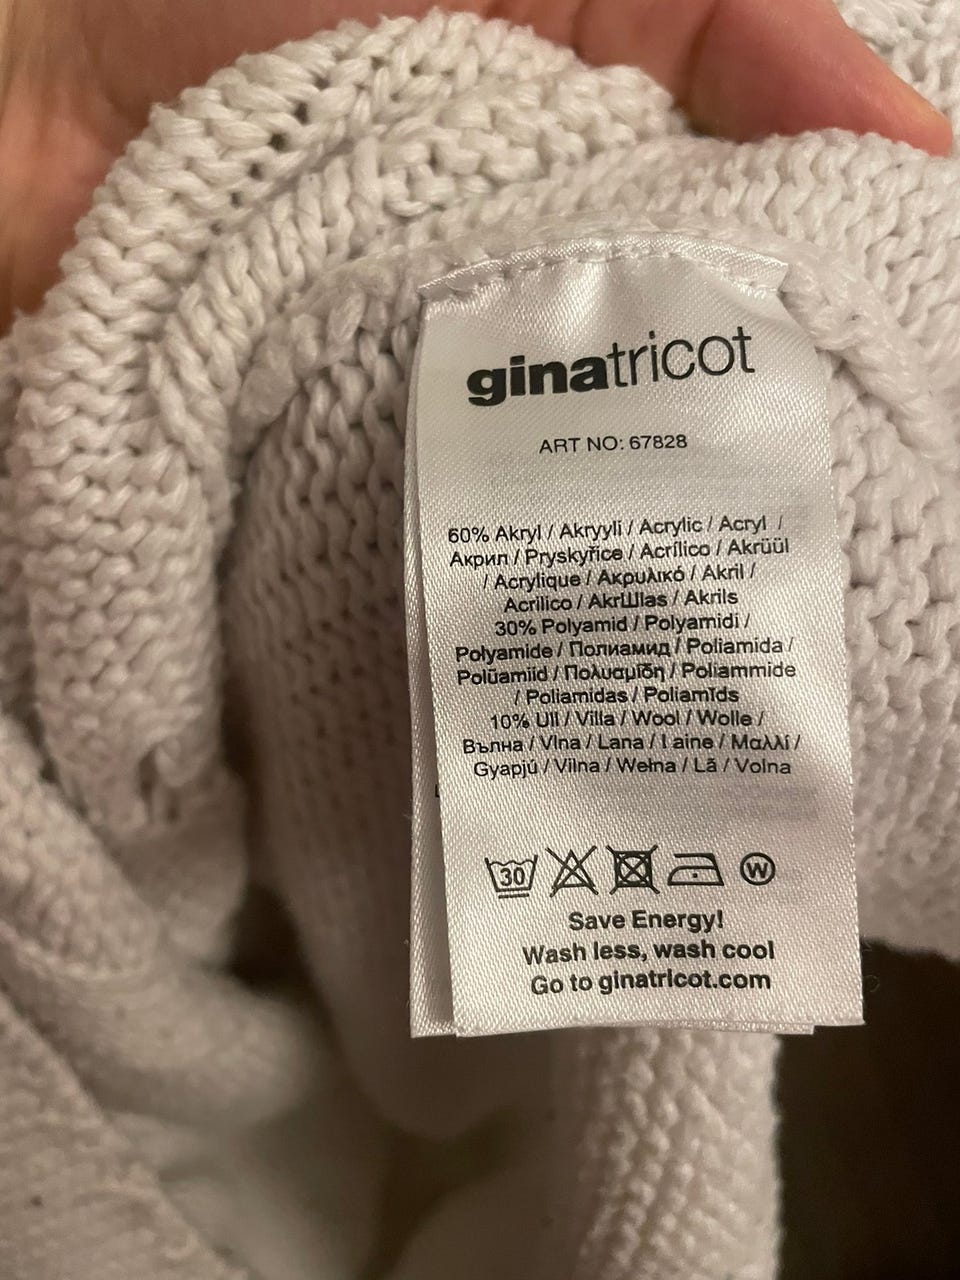 ginatricot
ART NO: 67828
60% Akryl / Akryyli / Acrylic / Acryl /
Акрил / Pryskyřice / Acrílico / Akrüül
/ Acrylique / Ακρυλικό / Akril /
Acrilico / AkrШlas / Akrils
30% Polyamid / Polyamidi /
Polyamide / Полиамид / Poliamida /
Polüamiid / Πολυαμίδη / Poliammide
/ Poliamidas / PoliamĪds
10% Ull / Villa / Wool / Wolle /
Вълна / Vlna / Lana / Laine / Μαλλί /
Gyapjú / Vilna / Wełna / Lă / Volna
30 W
Save Energy!
Wash less, wash cool
Go to ginatricot.com